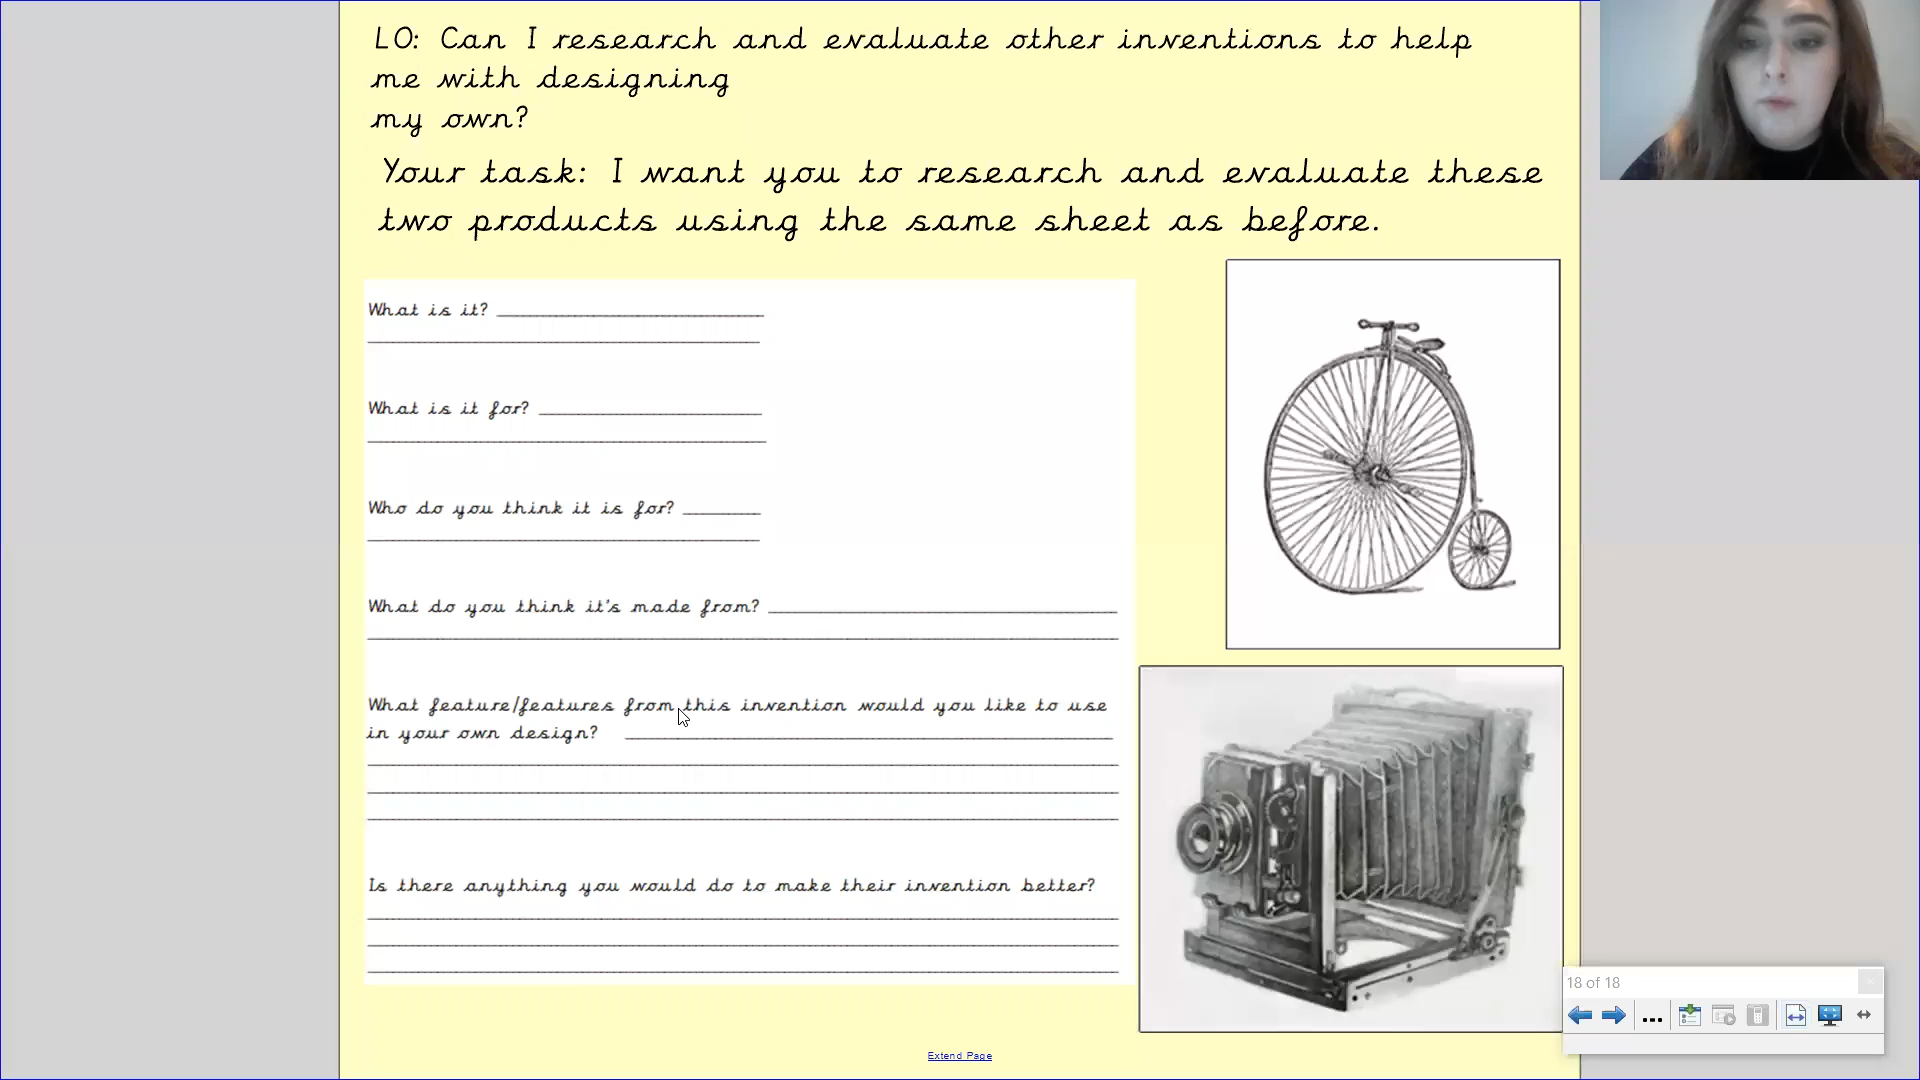 LO: Can I research and evaluate other inventions to help
me with designing
my own?
Your task: I want you to research and evaluate these
two products using the same sheet as before.
What is it?
What is it for?
Who do you think it is for?
What do you think it's made from?
What feature/features from this invention would you like to use
in your own design?
Is there anything you would do to make their invention better?
18 of 18
Extend Page